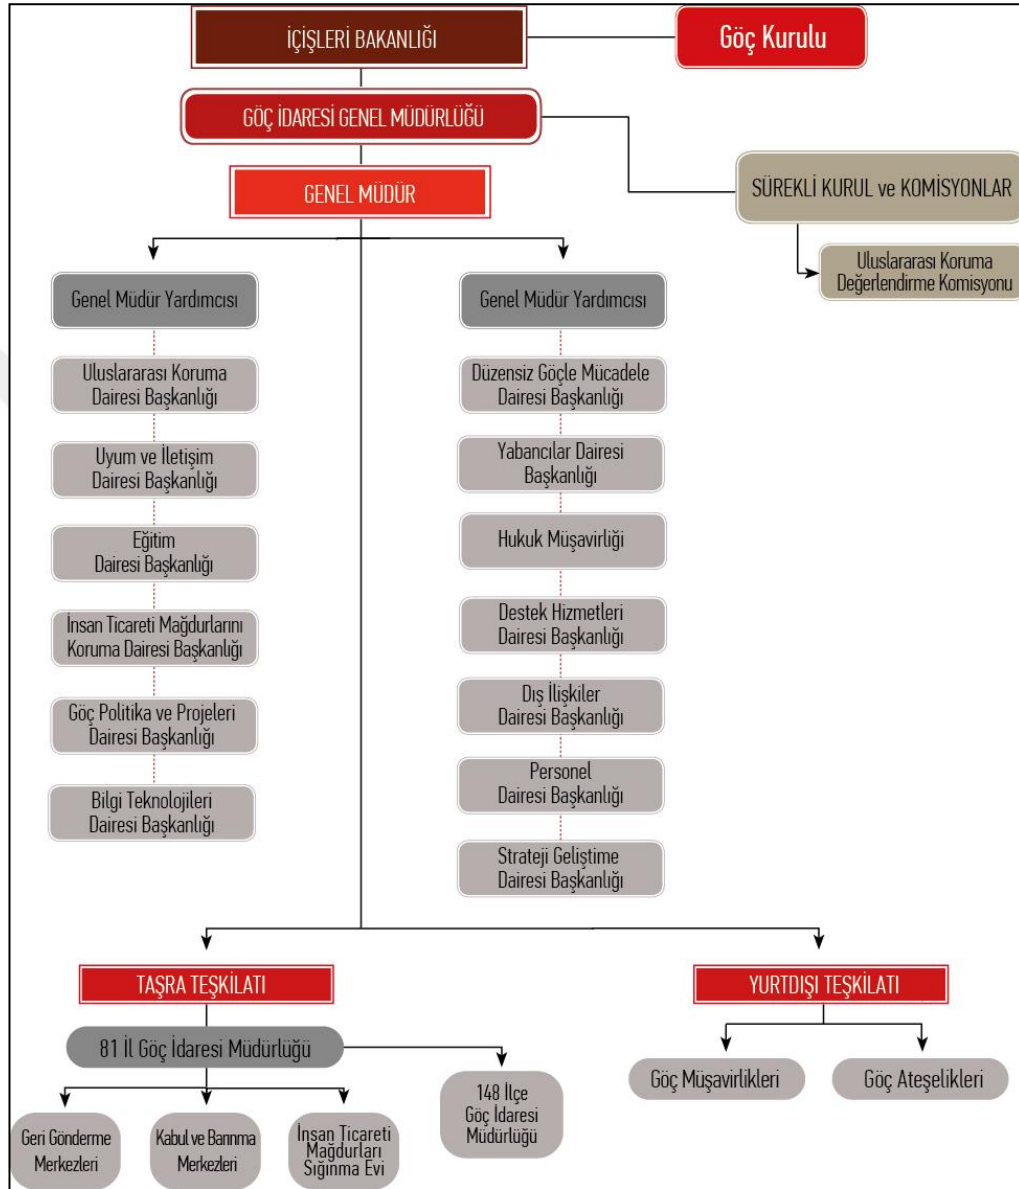 İÇİŞLERİ BAKANLIĞI
Göç Kurulu
GÖÇ İDARESİ GENEL MÜDÜRLÜĞÜ
GENEL MÜDÜR
SÜREKLİ KURUL ve KOMİSYONLAR
Uluslararası Koruma
Değerlendirme Komisyonu
Genel Müdür Yardımcısı
Uluslararası Koruma
Dairesi Başkanlığı
Uyum ve İletişim
Dairesi Başkanlığı
Eğitim
Dairesi Başkanlığı
İnsan Ticareti Mağdurlarını
Koruma Dairesi Başkanlığı
Göç Politika ve Projeleri
Dairesi Başkanlığı
Bilgi Teknolojileri
Dairesi Başkanlığı
Genel Müdür Yardımcısı
Düzensiz Göçle Mücadele
Dairesi Başkanlığı
Yabancılar Dairesi
Başkanlığı
Hukuk Müşavirliği
Destek Hizmetleri
Dairesi Başkanlığı
Dış İlişkiler
Dairesi Başkanlığı
Personel
Dairesi Başkanlığı
Strateji Geliştime
Dairesi Başkanlığı
TAŞRA TEŞKİLATI
81 İl Göç İdaresi Müdürlüğü
Geri Gönderme
Merkezleri
Kabul ve Barınma
Merkezleri
İnsan Ticareti
Mağdurları
Sığınma Evi
148 İlçe
Göç İdaresi
Müdürlüğü
YURTDIŞI TEŞKİLATI
Göç Müşavirlikleri
Göç Ateşelikleri